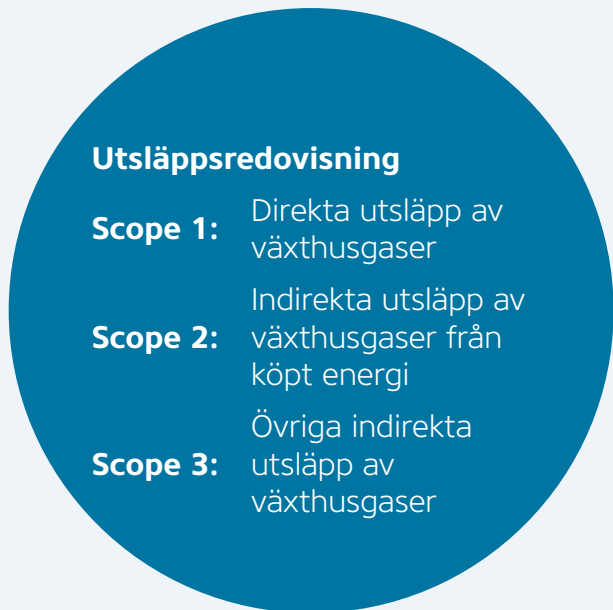 Utsläppsredovisning
Scope 1: Direkta utsläpp av
växthusgaser
Scope 2: Indirekta utsläpp av
växthusgaser från
köpt energi
Scope 3: Övriga indirekta
utsläpp av
växthusgaser